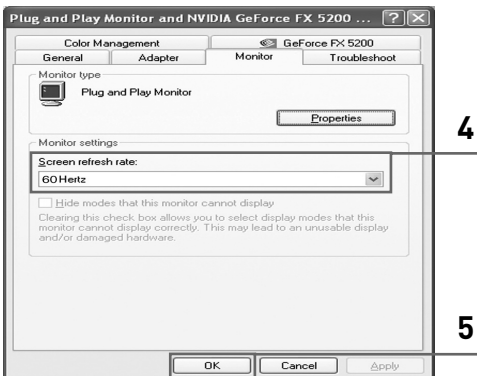 Plug and Play Monitor and NVIDIA GeForce FX 5200 ...
Color Management
GeForce FX 5200
General
Adapter
Monitor
Troubleshoot
Monitor type
Plug and Play Monitor
Properties
4
Monitor settings
Screen refresh rate:
60 Hertz
Hide modes that this monitor cannot display
Clearing this check box allows you to select display modes that this
monitor cannot display correctly. This may lead to an unusable display
and/or damaged hardware.
5
OK
Cancel
Apply